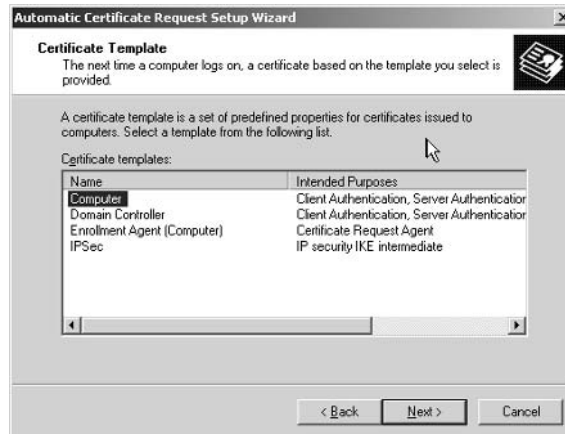 Automatic Certificate Request Setup Wizard
Certificate Template
The next time a computer logs on, a certificate based on the template you select is
provided.
A certificate template is a set of predefined properties for certificates issued to
computers. Select a template from the following list.
Certificate templates:
Name Intended Purposes
Computer Client Authentication, Server Authentication
Domain Controller Client Authentication, Server Authentication
Enrollment Agent (Computer) Certificate Request Agent
IPSec IP security IKE intermediate
< Back Next > Cancel